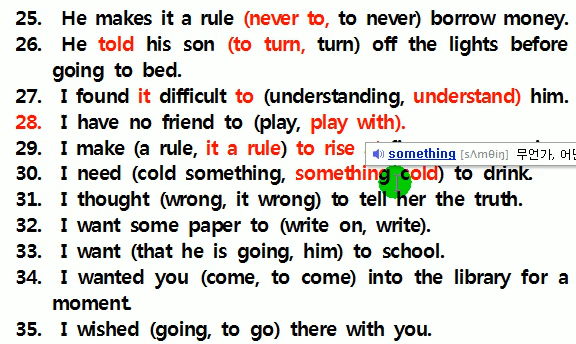 25. He makes it a rule (never to, to never) borrow money.
26. He told his son (to turn, turn) off the lights before
going to bed.
27. I found it difficult to (understanding, understand) him.
28. I have no friend to (play, play with).
29. I make (a rule, it a rule) to rise
something [sʌmθiŋ] 무언가, 어떤
30. I need (cold something, something cold) to drink.
31. I thought (wrong, it wrong) to tell her the truth.
32. I want some paper to (write on, write).
33. I want (that he is going, him) to school.
34. I wanted you (come, to come) into the library for a
moment.
35. I wished (going, to go) there with you.